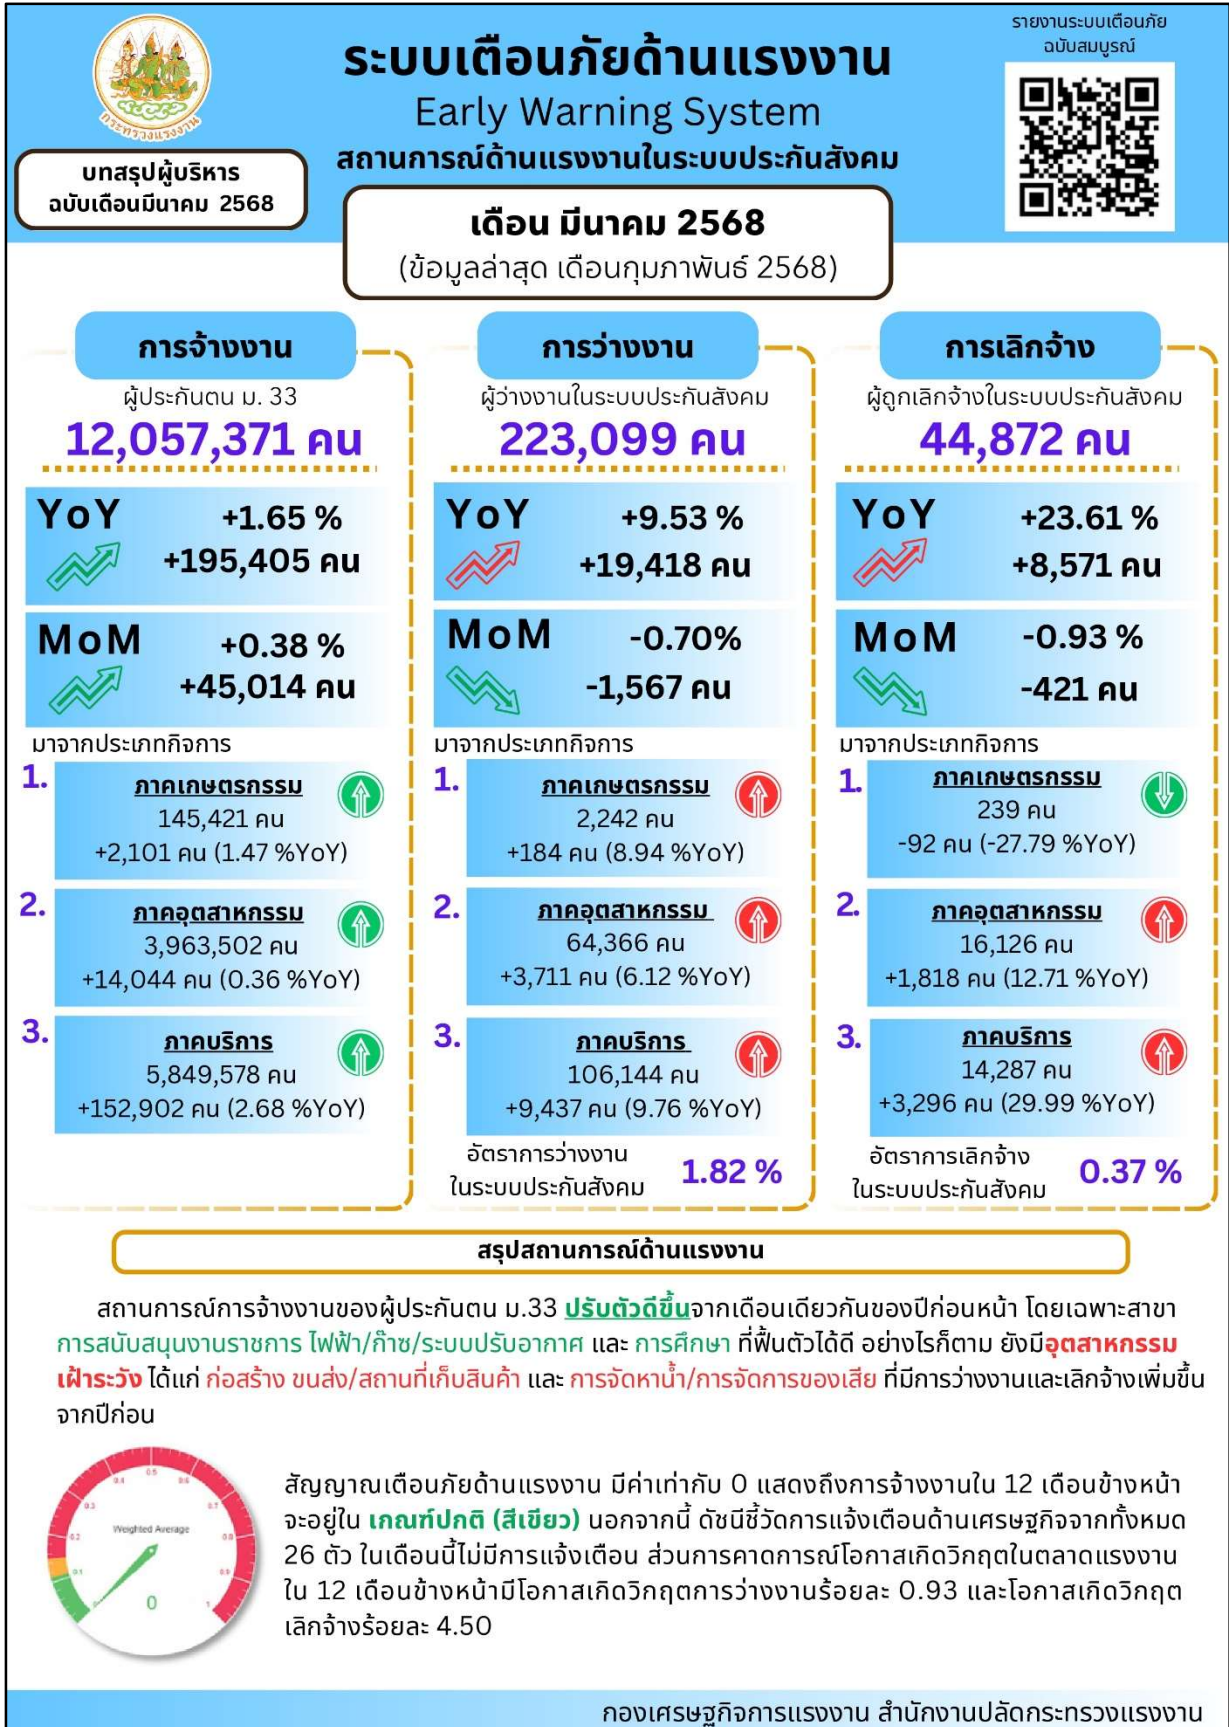 กระทรวงแรงงาน
ระบบเตือนภัยด้านแรงงาน
Early Warning System
สถานการณ์ด้านแรงงานในระบบประกันสังคม
รายงานระบบเตือนภัย
ฉบับสมบูรณ์
บทสรุปผู้บริหาร
ฉบับเดือนมีนาคม 2568
เดือน มีนาคม 2568
(ข้อมูลล่าสุด เดือนกุมภาพันธ์ 2568)
การจ้างงาน
ผู้ประกันตน ม. 33
12,057,371 คน
YoY
+1.65 %
+195,405 คน
MoM
+0.38 %
+45,014 คน
มาจากประเภทกิจการ
1.
ภาคเกษตรกรรม
145,421 คน
+2,101 คน (1.47 %YoY)
2.
ภาคอุตสาหกรรม
3,963,502 คน
+14,044 คน (0.36 %YoY)
3.
ภาคบริการ
5,849,578 คน
+152,902 คน (2.68 %YoY)
การว่างงาน
ผู้ว่างงานในระบบประกันสังคม
223,099 คน
YoY
+9.53 %
+19,418 คน
MoM
-0.70%
-1,567 คน
มาจากประเภทกิจการ
1.
ภาคเกษตรกรรม
2,242 คน
+184 คน (8.94 %YoY)
2.
ภาคอุตสาหกรรม
64,366 คน
+3,711 คน (6.12 %YoY)
3.
ภาคบริการ
106,144 คน
+9,437 คน (9.76 %YoY)
อัตราการว่างงาน
ในระบบประกันสังคม
1.82 %
การเลิกจ้าง
ผู้ถูกเลิกจ้างในระบบประกันสังคม
44,872 คน
YoY
+23.61 %
+8,571 คน
MoM
-0.93 %
-421 คน
มาจากประเภทกิจการ
1.
ภาคเกษตรกรรม
239 คน
-92 คน (-27.79 %YoY)
2.
ภาคอุตสาหกรรม
16,126 คน
+1,818 คน (12.71 %YoY)
3.
ภาคบริการ
14,287 คน
+3,296 คน (29.99 %YoY)
อัตราการเลิกจ้าง
ในระบบประกันสังคม
0.37 %
สรุปสถานการณ์ด้านแรงงาน
สถานการณ์การจ้างงานของผู้ประกันตน ม.33 ปรับตัวดีขึ้นจากเดือนเดียวกันของปีก่อนหน้า โดยเฉพาะสาขา
การสนับสนุนงานราชการ ไฟฟ้า/ก๊าซ/ระบบปรับอากาศ และ การศึกษา ที่ฟื้นตัวได้ดี อย่างไรก็ตาม ยังมีอุตสาหกรรม
เฝ้าระวัง ได้แก่ ก่อสร้าง ขนส่ง/สถานที่เก็บสินค้า และ การจัดหาน้ำ/การจัดการของเสีย ที่มีการว่างงานและเลิกจ้างเพิ่มขึ้น
จากปีก่อน
0.5
0.4
0.6
0.3
0.7
0.2
0.8
0.1
0.9
0
1
Weighted Average
0
สัญญาณเตือนภัยด้านแรงงาน มีค่าเท่ากับ 0 แสดงถึงการจ้างงานใน 12 เดือนข้างหน้า
จะอยู่ใน เกณฑ์ปกติ (สีเขียว) นอกจากนี้ ดัชนีชี้วัดการแจ้งเตือนด้านเศรษฐกิจจากทั้งหมด
26 ตัว ในเดือนนี้ไม่มีการแจ้งเตือน ส่วนการคาดการณ์โอกาสเกิดวิกฤตในตลาดแรงงาน
ใน 12 เดือนข้างหน้ามีโอกาสเกิดวิกฤตการว่างงานร้อยละ 0.93 และโอกาสเกิดวิกฤต
เลิกจ้างร้อยละ 4.50
กองเศรษฐกิจการแรงงาน สำนักงานปลัดกระทรวงแรงงาน